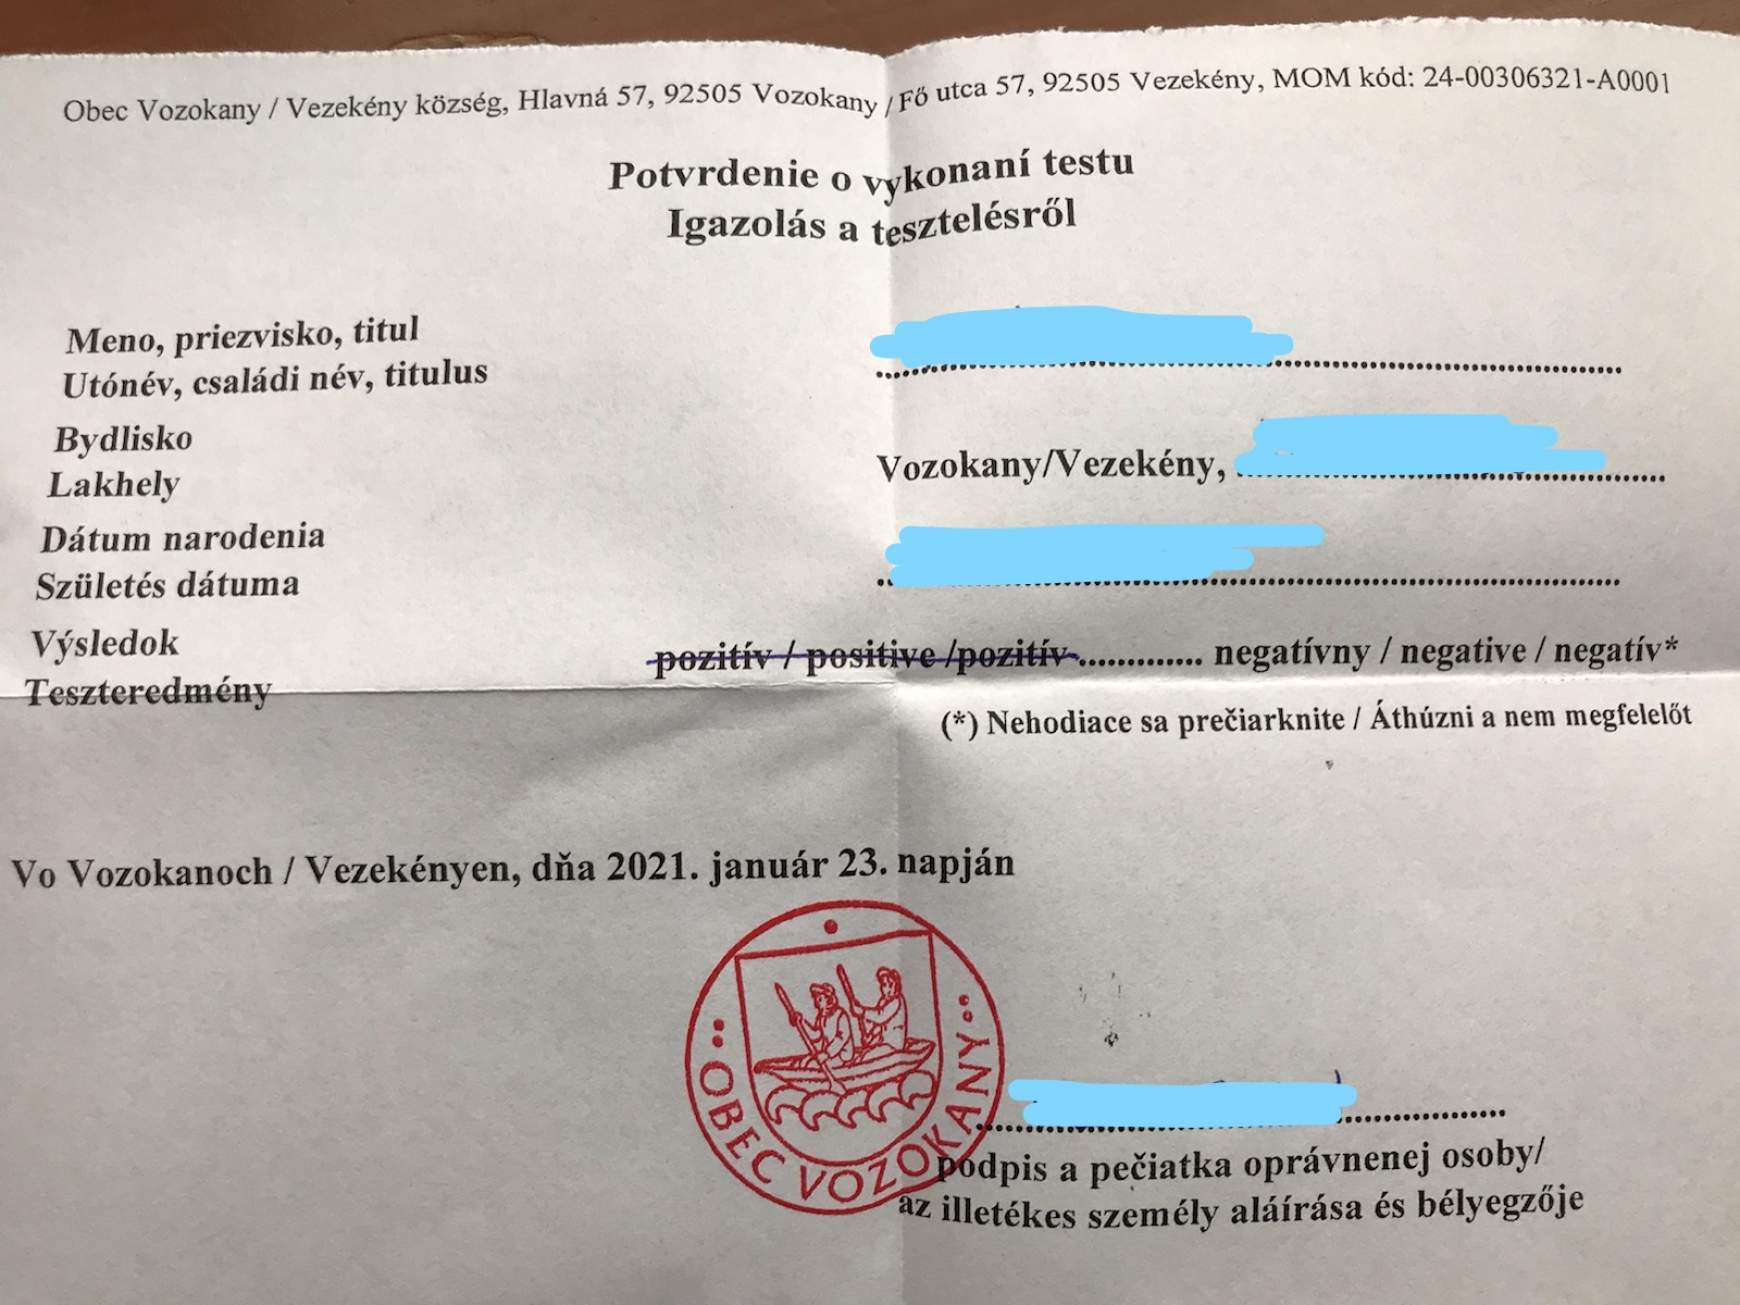 Obec Vozokany / Vezekény község, Hlavná 57, 92505 Vozokany / Fő utca 57, 92505 Vezekény, MOM kód: 24-00306321-A0001
Potvrdenie o vykonaní testu
Igazolás a tesztelésről
Meno, priezvisko, titul
Utónév, családi név, titulus
Bydlisko
Lakhely
Vozokany/Vezekény,
Dátum narodenia
Születés dátuma
Výsledok
Teszteredmény
pozitív / positive /pozitív............. negatívny / negative / negatív*
(*) Nehodiace sa prečiarknite / Áthúzni a nem megfelelőt
Vo Vozokanoch / Vezekényen, dňa 2021. január 23. napján
OBEC VOZOKANY
podpis a pečiatka oprávnenej osoby/
az illetékes személy aláírása és bélyegzője